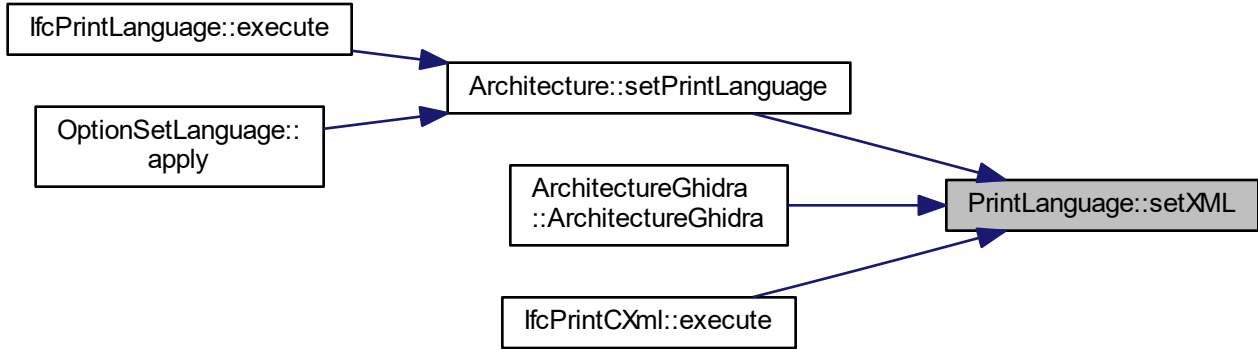 IfcPrintLanguage::execute
Architecture::setPrintLanguage
OptionSetLanguage::
apply
ArchitectureGhidra
::ArchitectureGhidra
PrintLanguage::setXML
IfcPrintCXml::execute